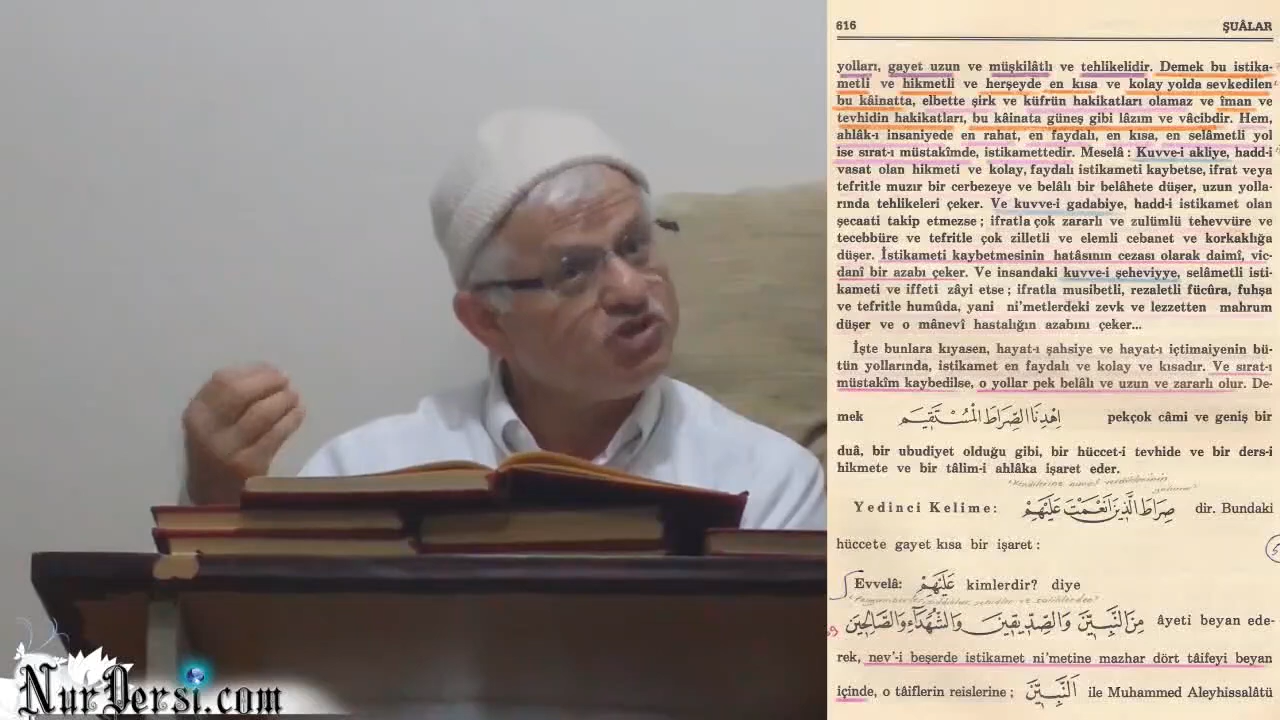 616 ŞUÂLAR
yolları, gayet uzun ve müşkilâtlı ve tehlikelidir. Demek bu istika-
metli ve hikmetli ve herşeyde en kısa ve kolay yolda sevkedilen
bu kâinatta, elbette şirk ve küfrün hakikatları olamaz ve îman ve
tevhidin hakikatları, bu kâinata güneş gibi lâzım ve vâcibdir. Hem,
ahlâk-ı insaniyede en rahat, en faydalı, en kısa, en selâmetli yol
ise sırat-ı müstakîmde, istikamettedir. Meselâ : Kuvve-i akliye, hadd-i
vasat olan hikmeti ve kolay, faydalı istikameti kaybetse, ifrat veya
tefritle muzır bir cerbezeye ve belâlı bir belâhete düşer, uzun yolla-
rında tehlikeleri çeker. Ve kuvve-i gadabiye, hadd-i istikamet olan
şecaati takip etmezse ; ifratla çok zararlı ve zulümlü tehevvüre ve
tecebbüre ve tefritle çok zilletli ve elemli cebanet ve korkaklığa
düşer. İstikameti kaybetmesinin hatâsının cezası olarak daimî, vic-
danî bir azabı çeker. Ve insandaki kuvve-i şeheviyye, selâmetli isti-
kameti ve iffeti zâyi etse ; ifratla musibetli, rezaletli fücûra, fuhşa
ve tefritle humûda, yani ni'metlerdeki zevk ve lezzetten mahrum
düşer ve o mânevî hastalığın azabını çeker...
İşte bunlara kıyasen, hayat-ı şahsiye ve hayat-ı içtimaiyenin bü-
tün yollarında, istikamet en faydalı ve kolay ve kısadır. Ve sırat-ı
müstakîm kaybedilse, o yollar pek belâlı ve uzun ve zararlı olur. De-
mek اِهْدِنَا الصِّرَاطَ الْمُسْتَقِيمَ pekçok câmi ve geniş bir
duâ, bir ubudiyet olduğu gibi, bir hüccet-i tevhide ve bir ders-i
hikmete ve bir tâlim-i ahlâka işaret eder.
Yedinci Kelime: صِرَاطَ الَّذِينَ اَنْعَمْتَ عَلَيْهِمْ dir. Bundaki
hüccete gayet kısa bir işaret :
Evvelâ: عَلَيْهِمْ kimlerdir? diye
مِنَ النَّبِيِّنَ وَالصِّدِّيقِينَ وَالشُّهَدَاءِ وَالصَّالِحِينَ âyeti beyan ede-
rek, nev'-i beşerde istikamet ni'metine mazhar dört tâifeyi beyan
içinde, o tâiflerin reislerine ; اَلنَّبِيِّنَ ile Muhammed Aleyhissalâtü
NurDersi.com